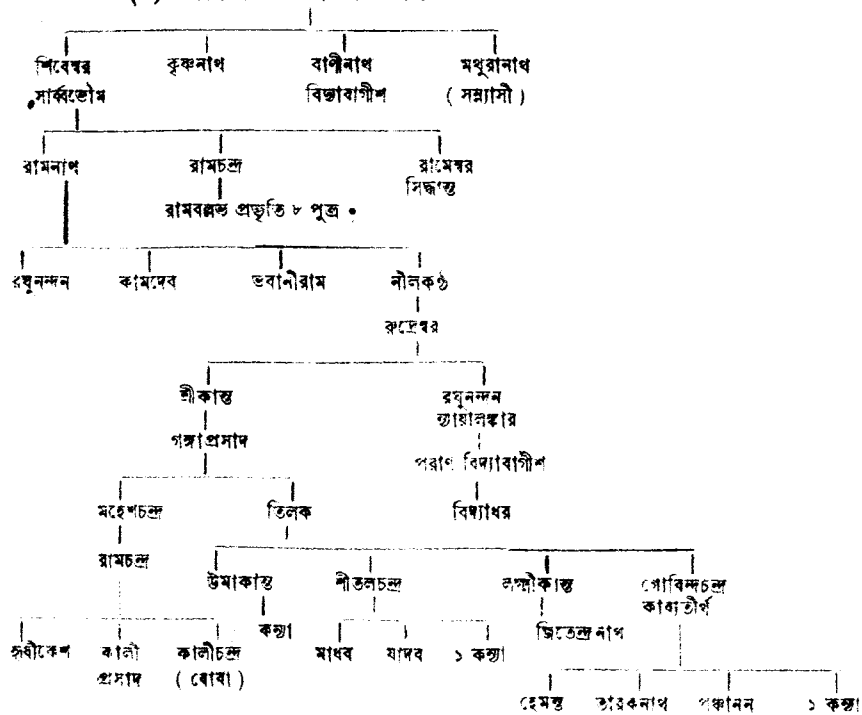 শিবেশ্বর কৃষ্ণনাথ বাণীনাথ মথুরানাথ
সার্ব্বভৌম বিদ্যাবাগীশ ( সন্ন্যাসী )
রামনাথ রামচন্দ্র রামেশ্বর
সিদ্ধান্ত
রামবল্লভ প্রভৃতি ৮ পুত্র
রঘুনন্দন কামদেব ভবানীরাম নীলকণ্ঠ
রুদ্রেশ্বর
শ্রীকান্ত রঘুনন্দন
ন্যায়ালঙ্কার
গঙ্গাপ্রসাদ
পরাণ বিদ্যাবাগীশ
মহেশচন্দ্র তিলক বিদ্যাধর
রামচন্দ্র
উমাকান্ত শীতলচন্দ্র লক্ষ্মীকান্ত গোবিন্দচন্দ্র
কাব্যতীর্থ
কন্যা জিতেন্দ্রনাথ
হৃষীকেশ কালী কালীচন্দ্র মাধব যাদব ১ কন্যা
প্রসাদ ( বোবা )
হেমন্ত তারকনাথ পঞ্চানন ১ কন্যা